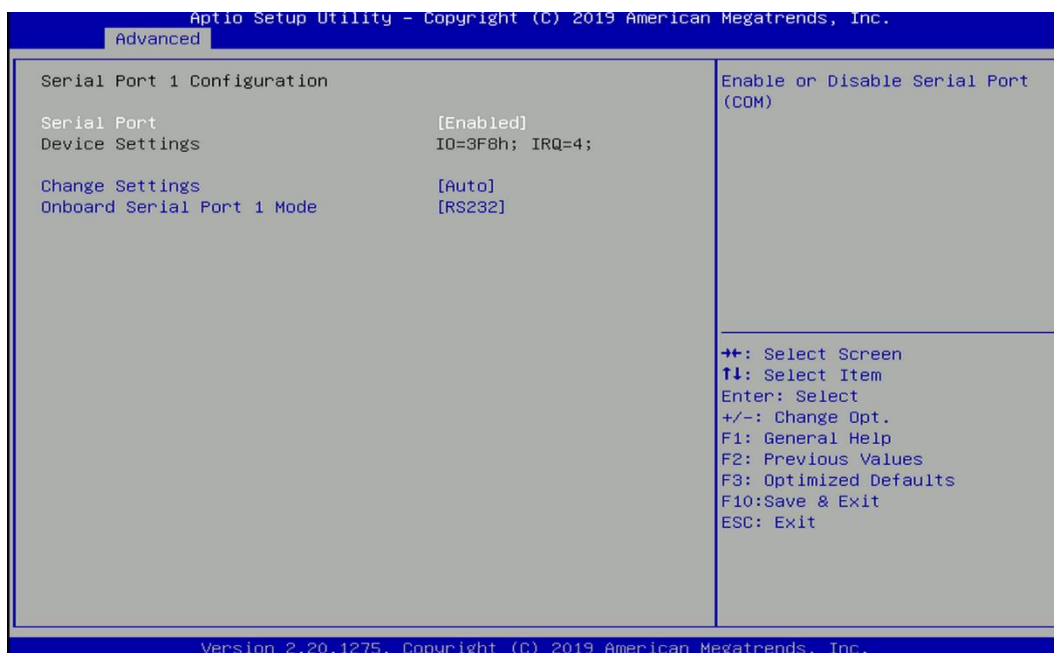 Aptio Setup Utility – Copyright (C) 2019 American Megatrends, Inc.
Advanced
Serial Port 1 Configuration
Serial Port [Enabled]
Device Settings IO=3F8h; IRQ=4;
Change Settings [Auto]
Onboard Serial Port 1 Mode [RS232]
Enable or Disable Serial Port
(COM)
→←: Select Screen
↑↓: Select Item
Enter: Select
+/-: Change Opt.
F1: General Help
F2: Previous Values
F3: Optimized Defaults
F10:Save & Exit
ESC: Exit
Version 2.20.1275. Copyright (C) 2019 American Megatrends, Inc.